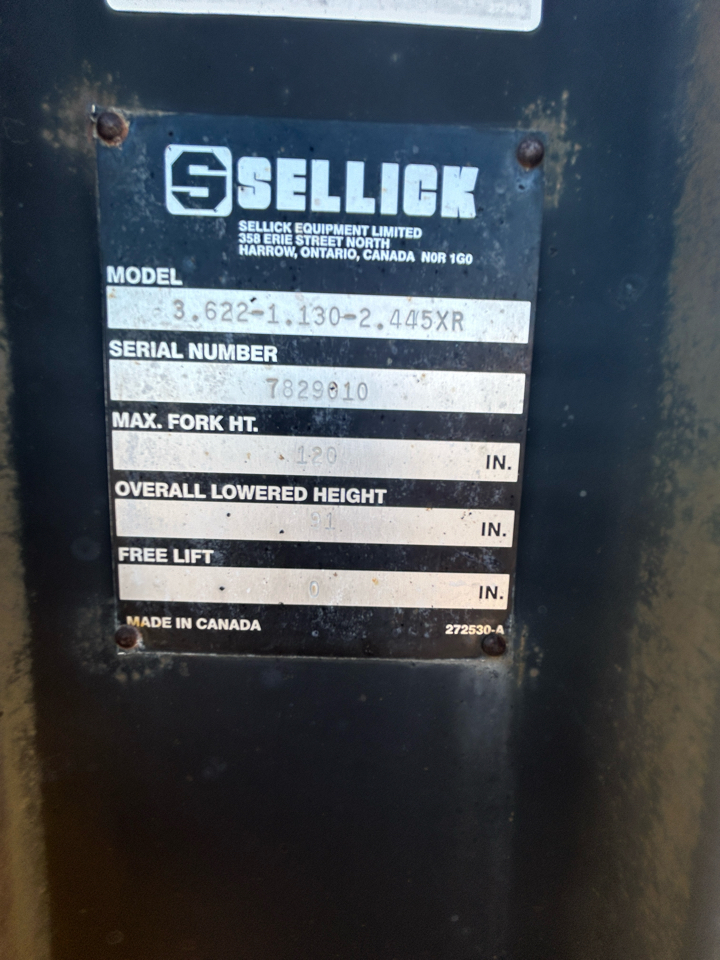 SELLICK
SELLICK EQUIPMENT LIMITED
358 ERIE STREET NORTH
HARROW, ONTARIO, CANADA N0R 1G0
MODEL
3.622-1.130-2.445XR
SERIAL NUMBER
7829010
MAX. FORK HT.
120 IN.
OVERALL LOWERED HEIGHT
91 IN.
FREE LIFT
0 IN.
MADE IN CANADA 272530-A